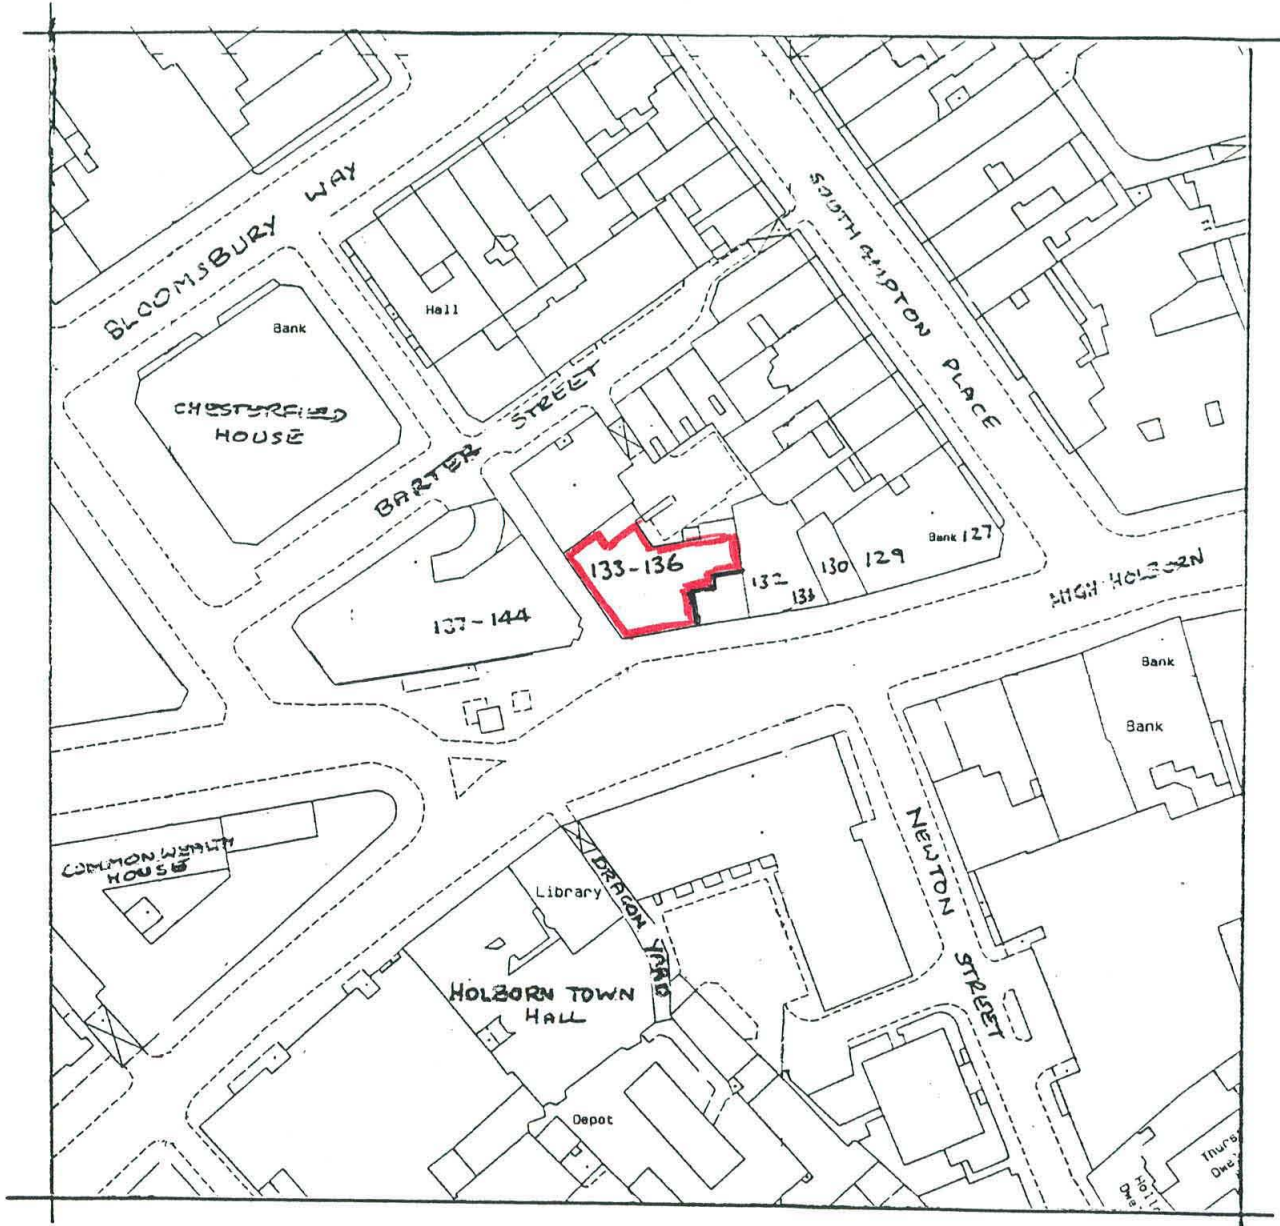 BLOOMSBURY WAY
SOUTHAMPTON PLACE
Hall
Bank
CHESTERFIELD
HOUSE
BARTER STREET
133-136
137-144
132
133
130
129
Bank 127
HIGH HOLBORN
Bank
Bank
NEWTON STREET
COMMONWEALTH
HOUSE
Library
DRAGON YARD
HOLBORN TOWN
HALL
Depot